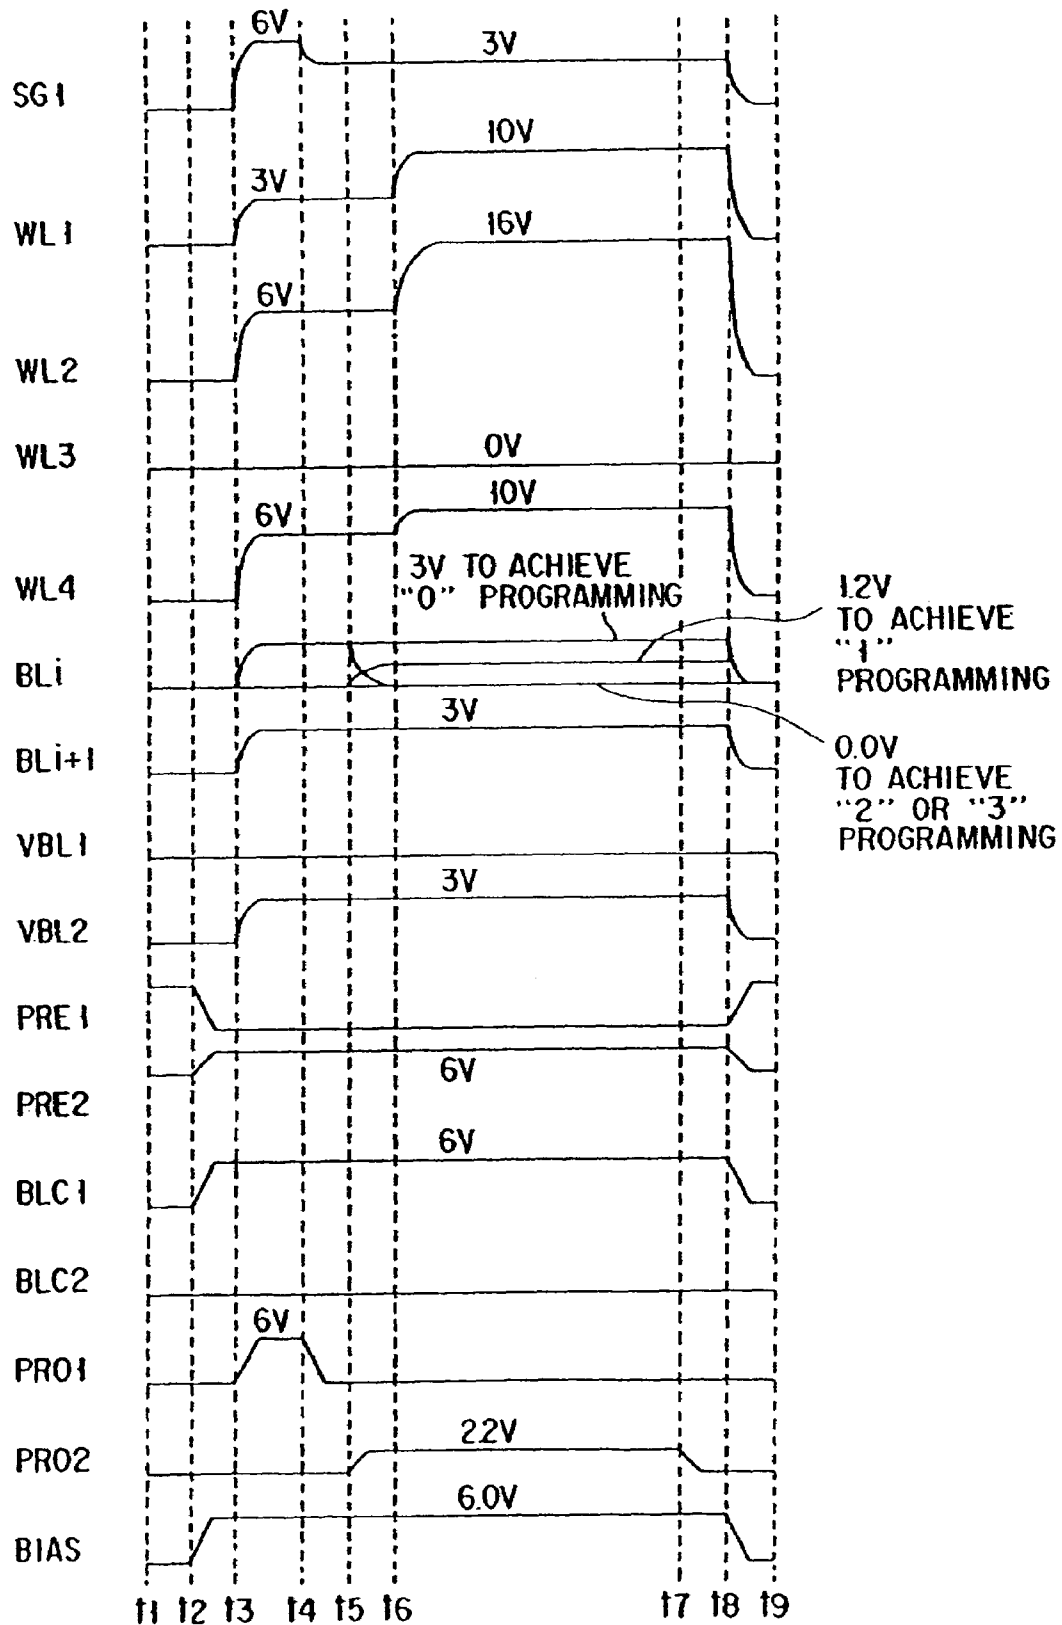 6V
3V
SG1
10V
3V
WL1
16V
6V
WL2
WL3
0V
10V
6V
WL4
3V TO ACHIEVE
"0" PROGRAMMING
1.2V
TO ACHIEVE
"1"
PROGRAMMING
BLi
3V
BLi+1
0.0V
TO ACHIEVE
"2" OR "3"
PROGRAMMING
VBL1
3V
VBL2
PRE1
6V
PRE2
6V
BLC1
BLC2
6V
PRO1
2.2V
PRO2
6.0V
BIAS
t1 t2 t3 t4 t5 t6 t7 t8 t9